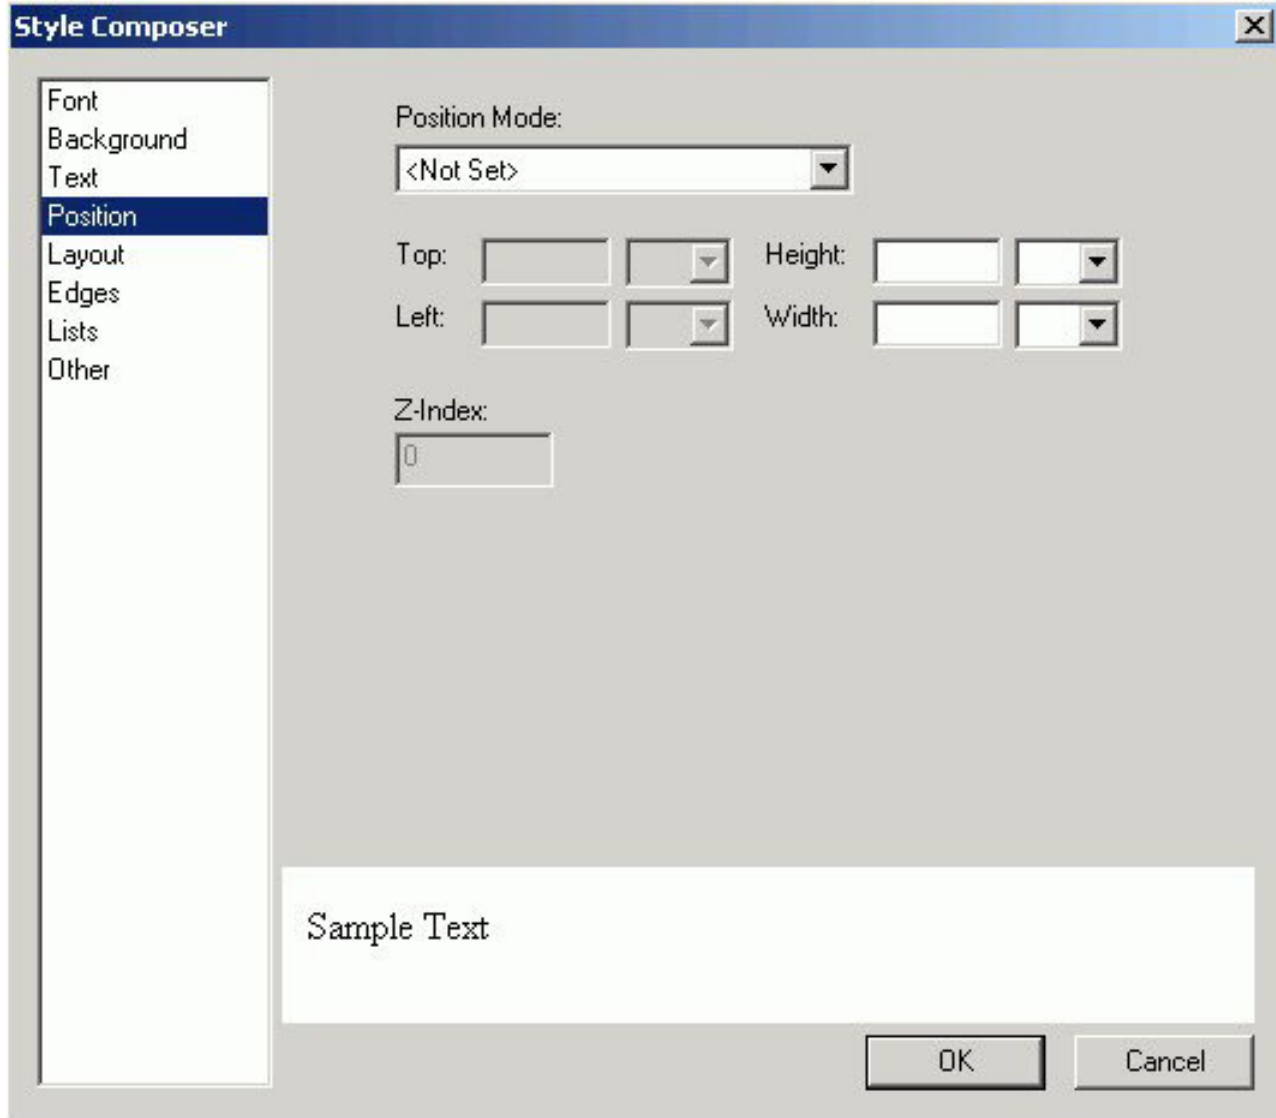 Style Composer
Font
Background
Text
Position
Layout
Edges
Lists
Other
Position Mode:
<Not Set>
Top: Height:
Left: Width:
Z-Index:
0
Sample Text
OK Cancel